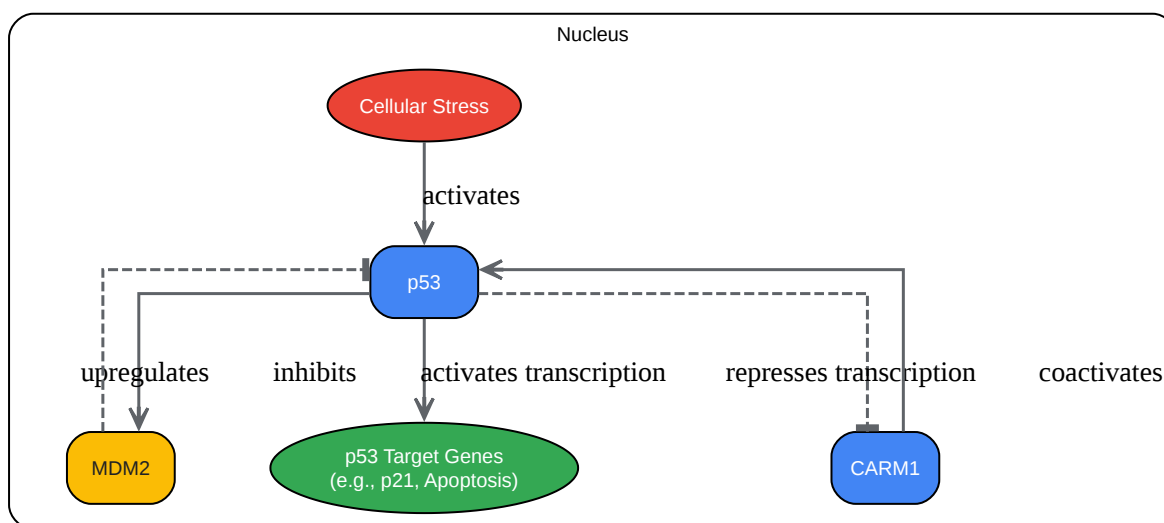 Nucleus
Cellular Stress
activates
p53
upregulates
inhibits
activates transcription
represses transcription
coactivates
MDM2
p53 Target Genes
(e.g., p21, Apoptosis)
CARM1